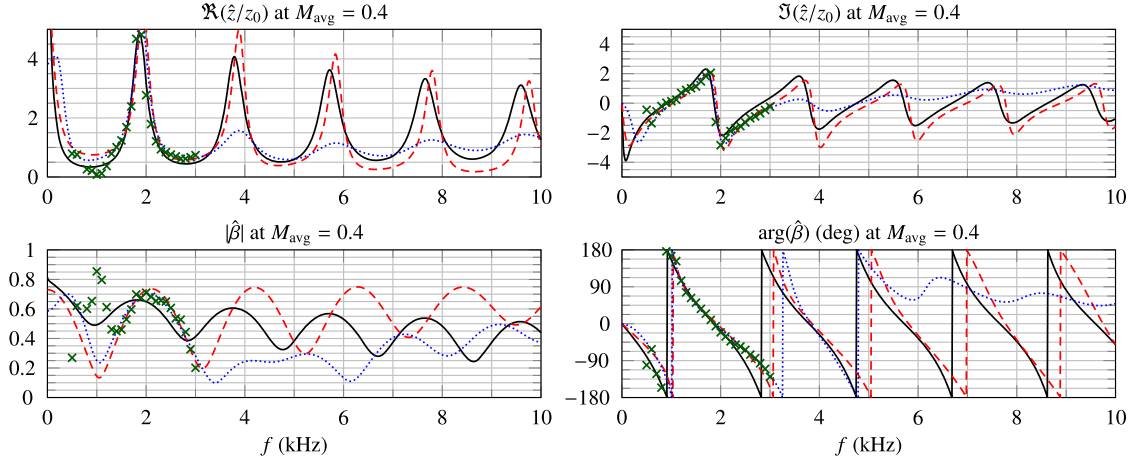 ℜ(ẑ/z₀) at M_avg = 0.4
4
2
0
0 2 4 6 8 10
ℑ(ẑ/z₀) at M_avg = 0.4
4
2
0
−2
−4
0 2 4 6 8 10
|β̂| at M_avg = 0.4
1
0.8
0.6
0.4
0.2
0
0 2 4 6 8 10
f (kHz)
arg(β̂) (deg) at M_avg = 0.4
180
90
0
−90
−180
0 2 4 6 8 10
f (kHz)